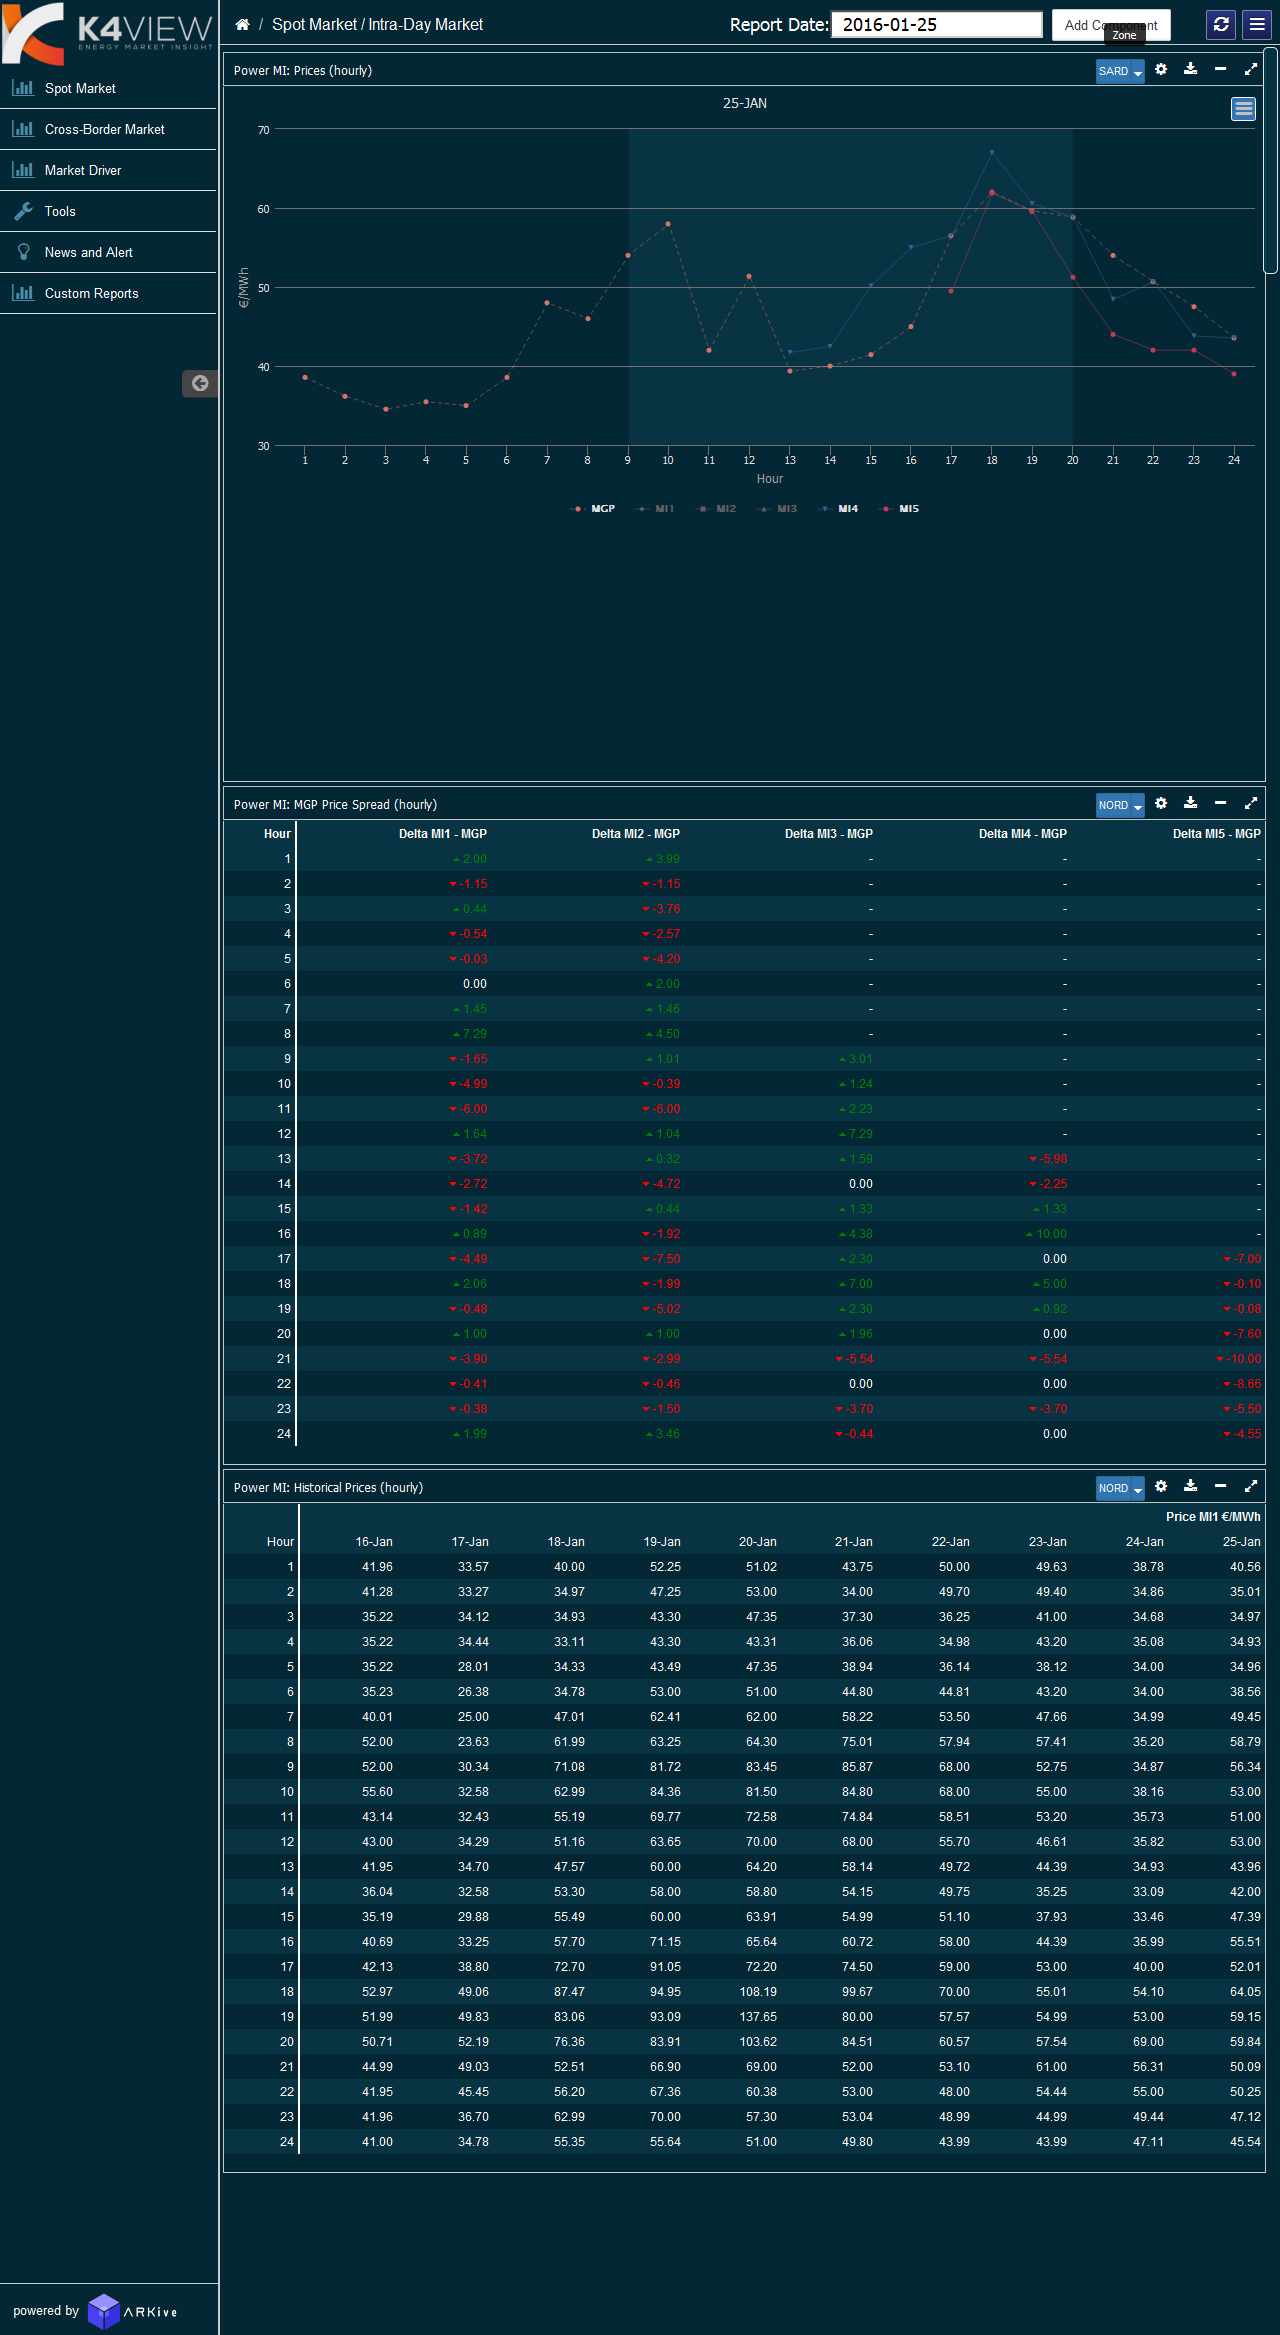 K4VIEW
ENERGY MARKET INSIGHT
/ Spot Market / Intra-Day Market
Report Date: 2016-01-25 Add Component
Zone
Spot Market
Cross-Border Market
Market Driver
Tools
News and Alert
Custom Reports
Power MI: Prices (hourly) SARD
25-JAN
70
60
50
40
30
€/MWh
1 2 3 4 5 6 7 8 9 10 11 12 13 14 15 16 17 18 19 20 21 22 23 24
Hour
MGP MI1 MI2 MI3 MI4 MI5
Power MI: MGP Price Spread (hourly) NORD
Hour Delta MI1 - MGP Delta MI2 - MGP Delta MI3 - MGP Delta MI4 - MGP Delta MI5 - MGP
1 2.00 3.99 - - -
2 -1.15 -1.15 - - -
3 0.44 -3.76 - - -
4 -0.54 -2.57 - - -
5 -0.03 -4.20 - - -
6 0.00 2.00 - - -
7 1.45 1.46 - - -
8 7.29 4.50 - - -
9 -1.65 1.01 3.01 - -
10 -4.99 -0.39 1.24 - -
11 -6.00 -6.00 2.23 - -
12 1.64 1.04 7.29 - -
13 -3.72 0.32 1.59 -5.98 -
14 -2.72 -4.72 0.00 -2.25 -
15 -1.42 0.44 1.33 1.33 -
16 0.89 -1.92 4.38 10.00 -
17 -4.49 -7.50 2.30 0.00 -7.00
18 2.06 -1.99 7.00 5.00 -0.10
19 -0.48 -5.02 2.30 0.92 -0.08
20 1.00 1.00 1.96 0.00 -7.60
21 -3.90 -2.99 -5.54 -5.54 -10.00
22 -0.41 -0.46 0.00 0.00 -8.66
23 -0.38 -1.50 -3.70 -3.70 -5.50
24 1.99 3.46 -0.44 0.00 -4.55
Power MI: Historical Prices (hourly) NORD
Price MI1 €/MWh
Hour 16-Jan 17-Jan 18-Jan 19-Jan 20-Jan 21-Jan 22-Jan 23-Jan 24-Jan 25-Jan
1 41.96 33.57 40.00 52.25 51.02 43.75 50.00 49.63 38.78 40.56
2 41.28 33.27 34.97 47.25 53.00 34.00 49.70 49.40 34.86 35.01
3 35.22 34.12 34.93 43.30 47.35 37.30 36.25 41.00 34.68 34.97
4 35.22 34.44 33.11 43.30 43.31 36.06 34.98 43.20 35.08 34.93
5 35.22 28.01 34.33 43.49 47.35 38.94 36.14 38.12 34.00 34.96
6 35.23 26.38 34.78 53.00 51.00 44.80 44.81 43.20 34.00 38.56
7 40.01 25.00 47.01 62.41 62.00 58.22 53.50 47.66 34.99 49.45
8 52.00 23.63 61.99 63.25 64.30 75.01 57.94 57.41 35.20 58.79
9 52.00 30.34 71.08 81.72 83.45 85.87 68.00 52.75 34.87 56.34
10 55.60 32.58 62.99 84.36 81.50 84.80 68.00 55.00 38.16 53.00
11 43.14 32.43 55.19 69.77 72.58 74.84 58.51 53.20 35.73 51.00
12 43.00 34.29 51.16 63.65 70.00 68.00 55.70 46.61 35.82 53.00
13 41.95 34.70 47.57 60.00 64.20 58.14 49.72 44.39 34.93 43.96
14 36.04 32.58 53.30 58.00 58.80 54.15 49.75 35.25 33.09 42.00
15 35.19 29.88 55.49 60.00 63.91 54.99 51.10 37.93 33.46 47.39
16 40.69 33.25 57.70 71.15 65.64 60.72 58.00 44.39 35.99 55.51
17 42.13 38.80 72.70 91.05 72.20 74.50 59.00 53.00 40.00 52.01
18 52.97 49.06 87.47 94.95 108.19 99.67 70.00 55.01 54.10 64.05
19 51.99 49.83 83.06 93.09 137.65 80.00 57.57 54.99 53.00 59.15
20 50.71 52.19 76.36 83.91 103.62 84.51 60.57 57.54 69.00 59.84
21 44.99 49.03 52.51 66.90 69.00 52.00 53.10 61.00 56.31 50.09
22 41.95 45.45 56.20 67.36 60.38 53.00 48.00 54.44 55.00 50.25
23 41.96 36.70 62.99 70.00 57.30 53.04 48.99 44.99 49.44 47.12
24 41.00 34.78 55.35 55.64 51.00 49.80 43.99 43.99 47.11 45.54
powered by ARKive